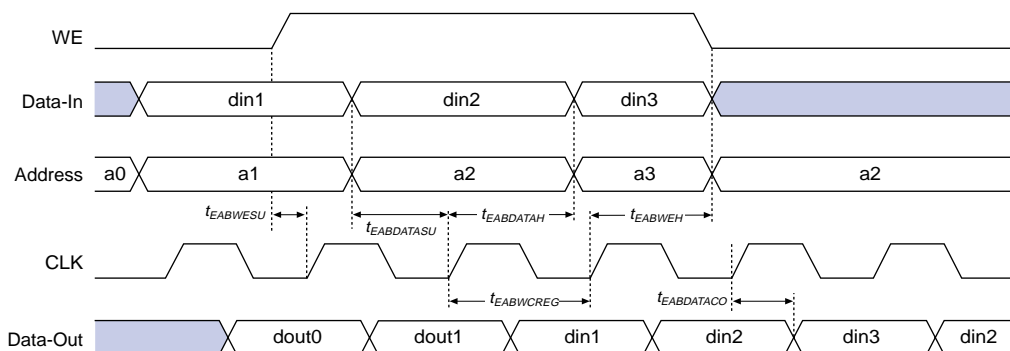 WE
Data-In din1 din2 din3
Address a0 a1 a2 a3 a2
tEABWESU tEABDATASU tEABDATAH tEABWEH
CLK
tEABWCREG tEABDATACO
Data-Out dout0 dout1 din1 din2 din3 din2